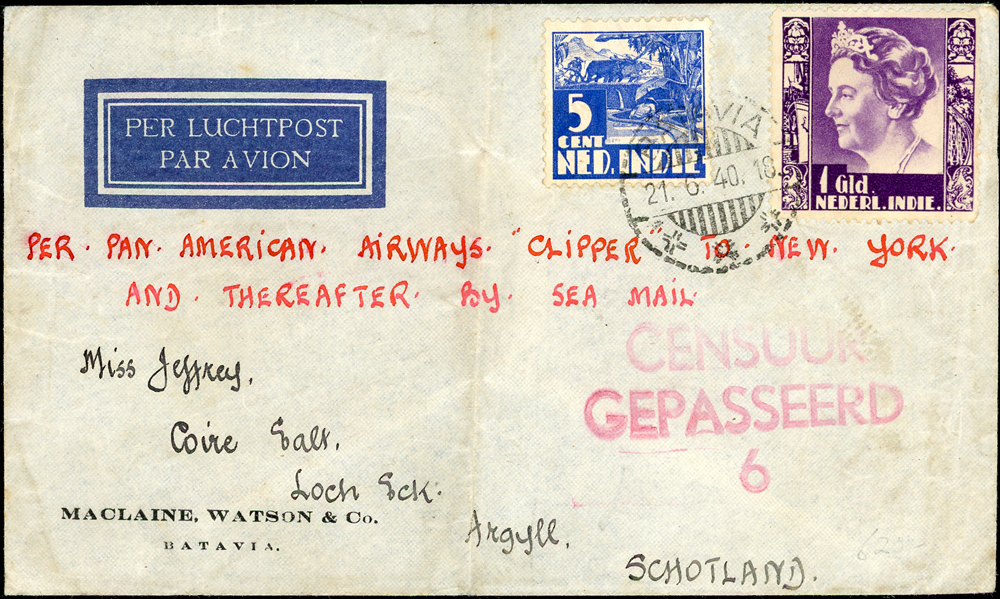 PER LUCHTPOST
PAR AVION
5
CENT
NED. INDIE
1 Gld.
NEDERL. INDIE.
21. 6. 40. 18.
PER. PAN. AMERICAN. AIRWAYS. "CLIPPER TO NEW YORK.
AND. THEREAFTER. By. SEA MAIL.
CENSUUR
GEPASSEERD
6
Miss Jeffrey.
Coire Ealt.
Loch Eck.
MACLAINE, WATSON & Co.
BATAVIA.
Argyll.
SCHOTLAND.